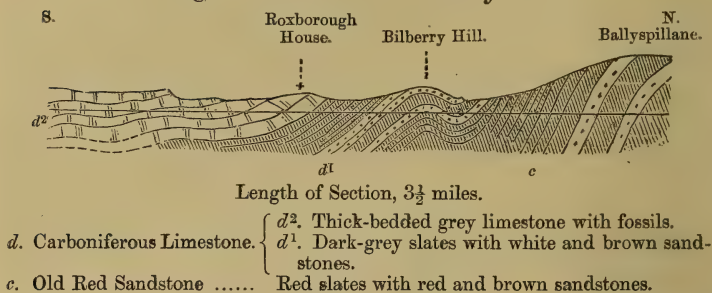 S.
N.
Roxborough
House.
Bilberry Hill.
Ballyspillane.
d²
d¹
c
Length of Section, 3½ miles.
d. Carboniferous Limestone.
d². Thick-bedded grey limestone with fossils.
d¹. Dark-grey slates with white and brown sand-
stones.
c. Old Red Sandstone ...... Red slates with red and brown sandstones.